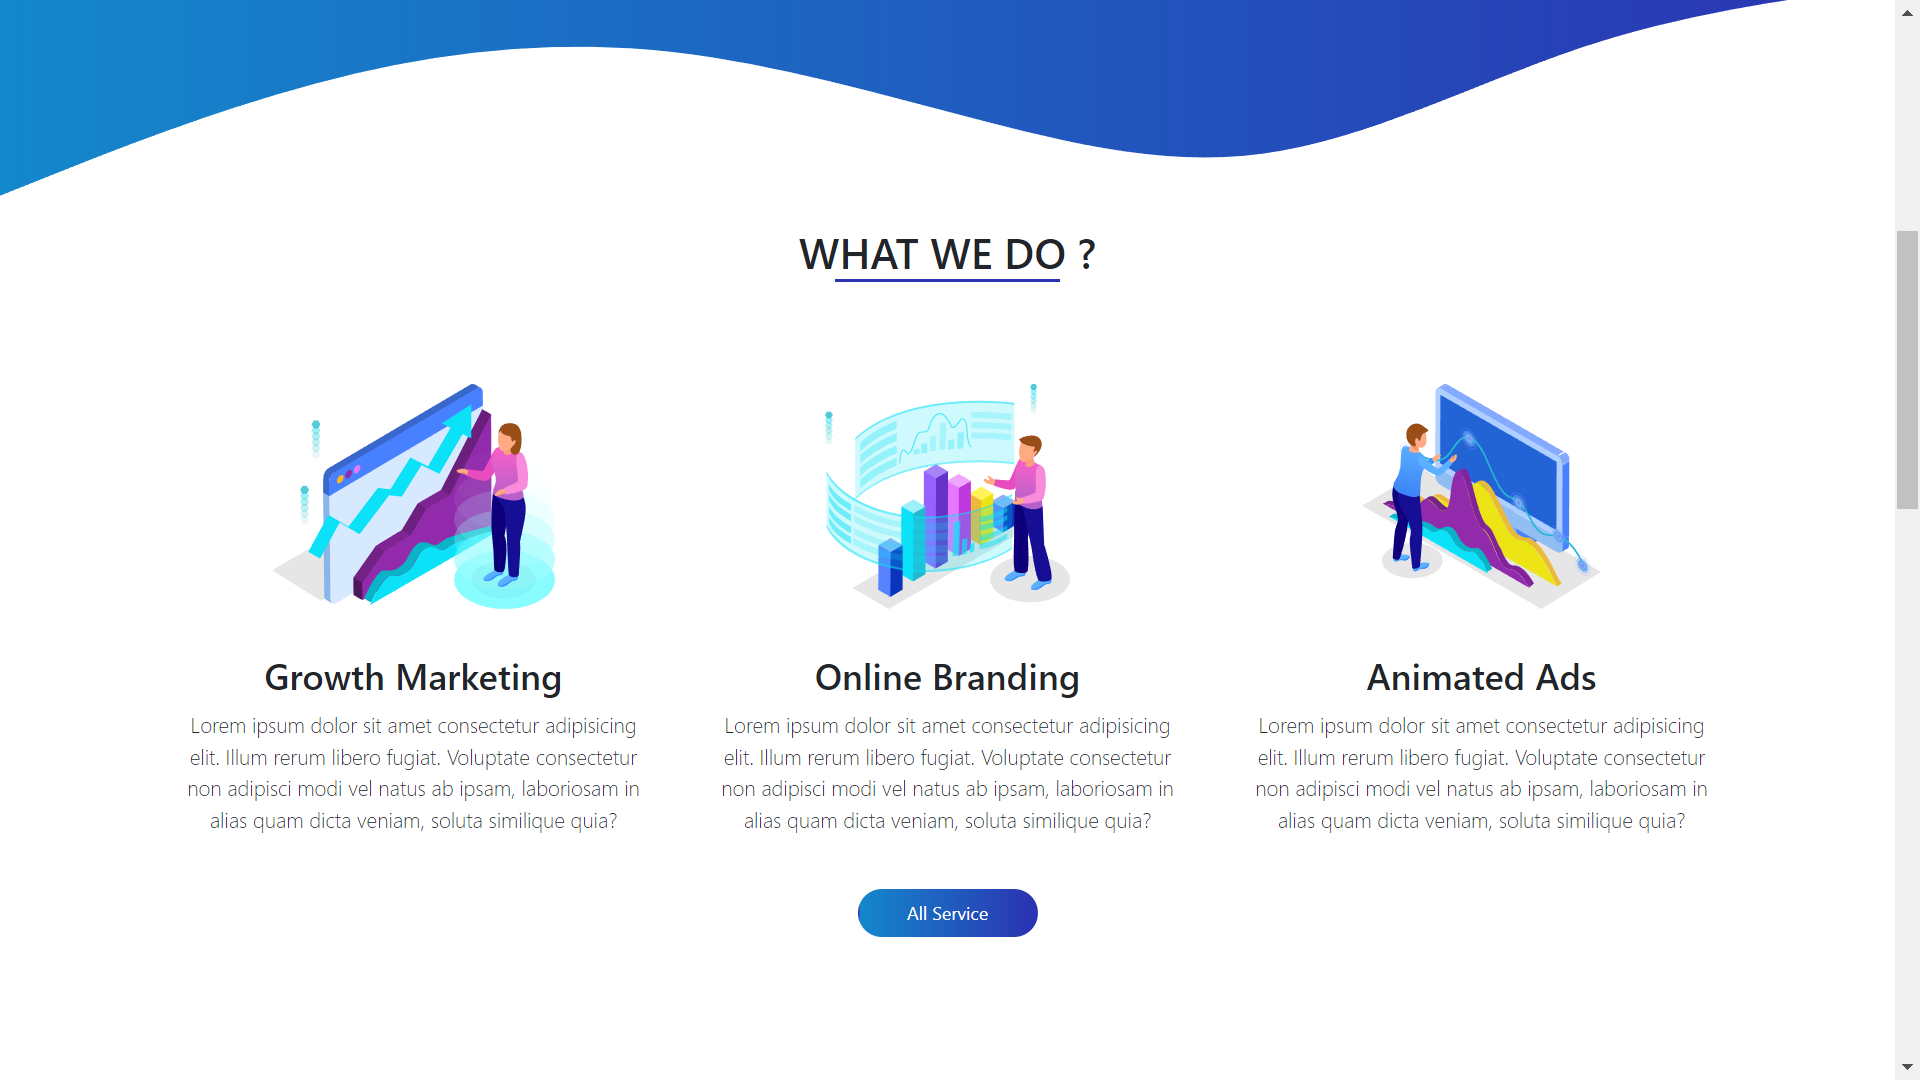 WHAT WE DO ?
Growth Marketing
Lorem ipsum dolor sit amet consectetur adipisicing
elit. Illum rerum libero fugiat. Voluptate consectetur
non adipisci modi vel natus ab ipsam, laboriosam in
alias quam dicta veniam, soluta similique quia?
Online Branding
Lorem ipsum dolor sit amet consectetur adipisicing
elit. Illum rerum libero fugiat. Voluptate consectetur
non adipisci modi vel natus ab ipsam, laboriosam in
alias quam dicta veniam, soluta similique quia?
Animated Ads
Lorem ipsum dolor sit amet consectetur adipisicing
elit. Illum rerum libero fugiat. Voluptate consectetur
non adipisci modi vel natus ab ipsam, laboriosam in
alias quam dicta veniam, soluta similique quia?
All Service